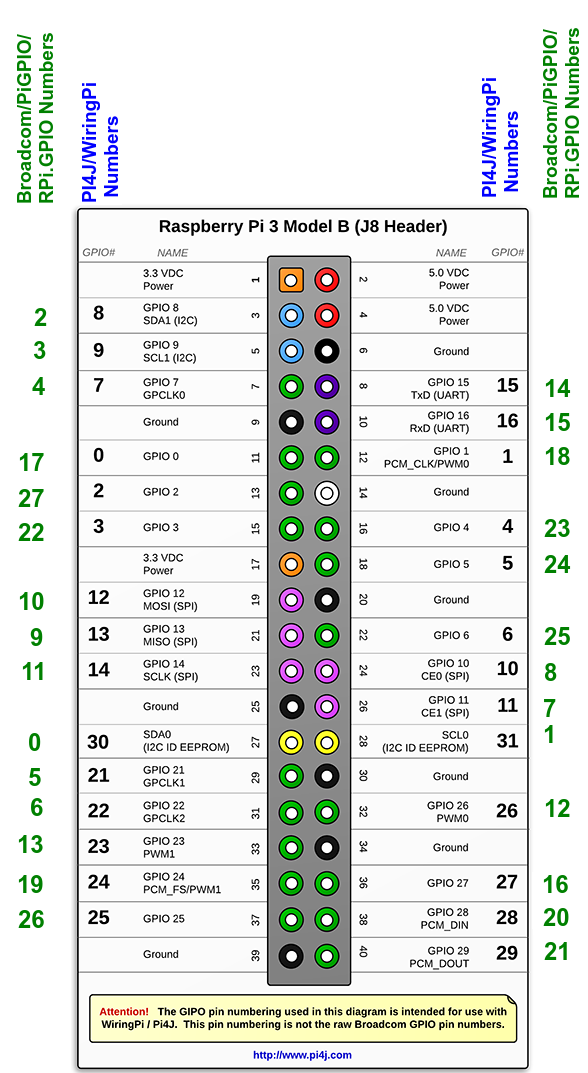 Broadcom/PiGPIO/
RPi.GPIO Numbers
PI4J/WiringPi
Numbers
PI4J/WiringPi
Numbers
Broadcom/PiGPIO/
RPi.GPIO Numbers
Raspberry Pi 3 Model B (J8 Header)
GPIO# NAME NAME GPIO#
3.3 VDC
Power
1 2
5.0 VDC
Power
2 8
GPIO 8
SDA1 (I2C)
3 4
5.0 VDC
Power
3 9
GPIO 9
SCL1 (I2C)
5 6
Ground
4 7
GPIO 7
GPCLK0
7 8
GPIO 15
TxD (UART)
15 14
Ground
9 10
GPIO 16
RxD (UART)
16 15
17 0
GPIO 0
11 12
GPIO 1
PCM_CLK/PWM0
1 18
27 2
GPIO 2
13 14
Ground
22 3
GPIO 3
15 16
GPIO 4
4 23
3.3 VDC
Power
17 18
GPIO 5
5 24
10 12
GPIO 12
MOSI (SPI)
19 20
Ground
9 13
GPIO 13
MISO (SPI)
21 22
GPIO 6
6 25
11 14
GPIO 14
SCLK (SPI)
23 24
GPIO 10
CE0 (SPI)
10 8
Ground
25 26
GPIO 11
CE1 (SPI)
11 7
0 30
SDA0
(I2C ID EEPROM)
27 28
SCL0
(I2C ID EEPROM)
31 1
5 21
GPIO 21
GPCLK1
29 30
Ground
6 22
GPIO 22
GPCLK2
31 32
GPIO 26
PWM0
26 12
13 23
GPIO 23
PWM1
33 34
Ground
19 24
GPIO 24
PCM_FS/PWM1
35 36
GPIO 27
27 16
26 25
GPIO 25
37 38
GPIO 28
PCM_DIN
28 20
Ground
39 40
GPIO 29
PCM_DOUT
29 21
Attention! The GIPO pin numbering used in this diagram is intended for use with
WiringPi / Pi4J. This pin numbering is not the raw Broadcom GPIO pin numbers.
http://www.pi4j.com